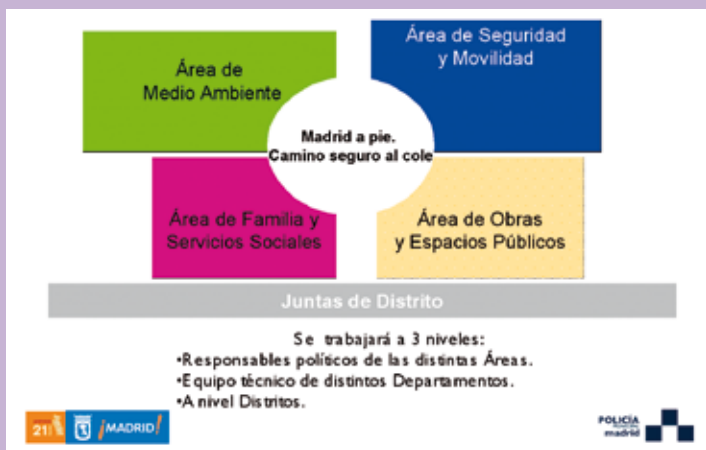 Área de
Medio Ambiente
Área de Seguridad
y Movilidad
Madrid a pie.
Camino seguro al cole
Área de Familia y
Servicios Sociales
Área de Obras
y Espacios Públicos
Juntas de Distrito
Se trabajará a 3 niveles:
•Responsables políticos de las distintas Áreas.
•Equipo técnico de distintos Departamentos.
•A nivel Distritos.
21
¡MADRID!
POLICÍA
madrid